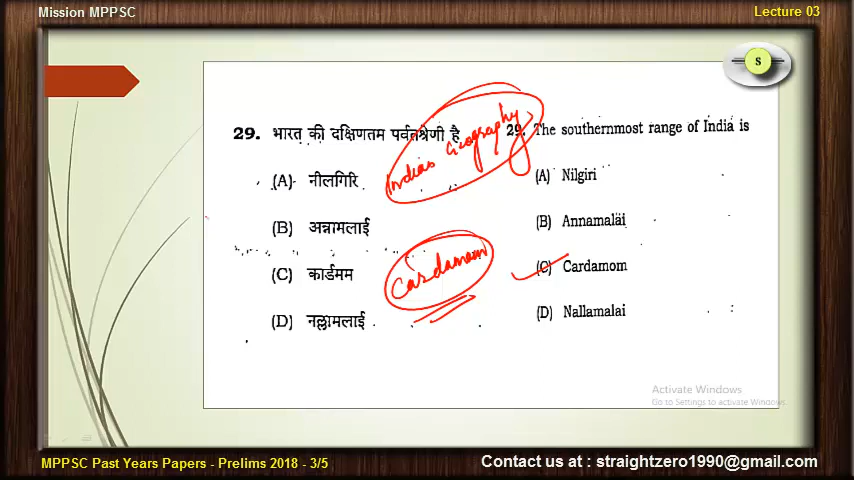 Mission MPPSC
Lecture 03
S
29. भारत की दक्षिणतम पर्वतश्रेणी है
(A) नीलगिरि
(B) अन्नामलाई
(C) कार्डमम
(D) नल्लामलाई
Indias Geography
Cardamom
29. The southernmost range of India is
(A) Nilgiri
(B) Annamalai
(C) Cardamom
(D) Nallamalai
Activate Windows
Go to Settings to activate Windows.
MPPSC Past Years Papers - Prelims 2018 - 3/5
Contact us at : straightzero1990@gmail.com